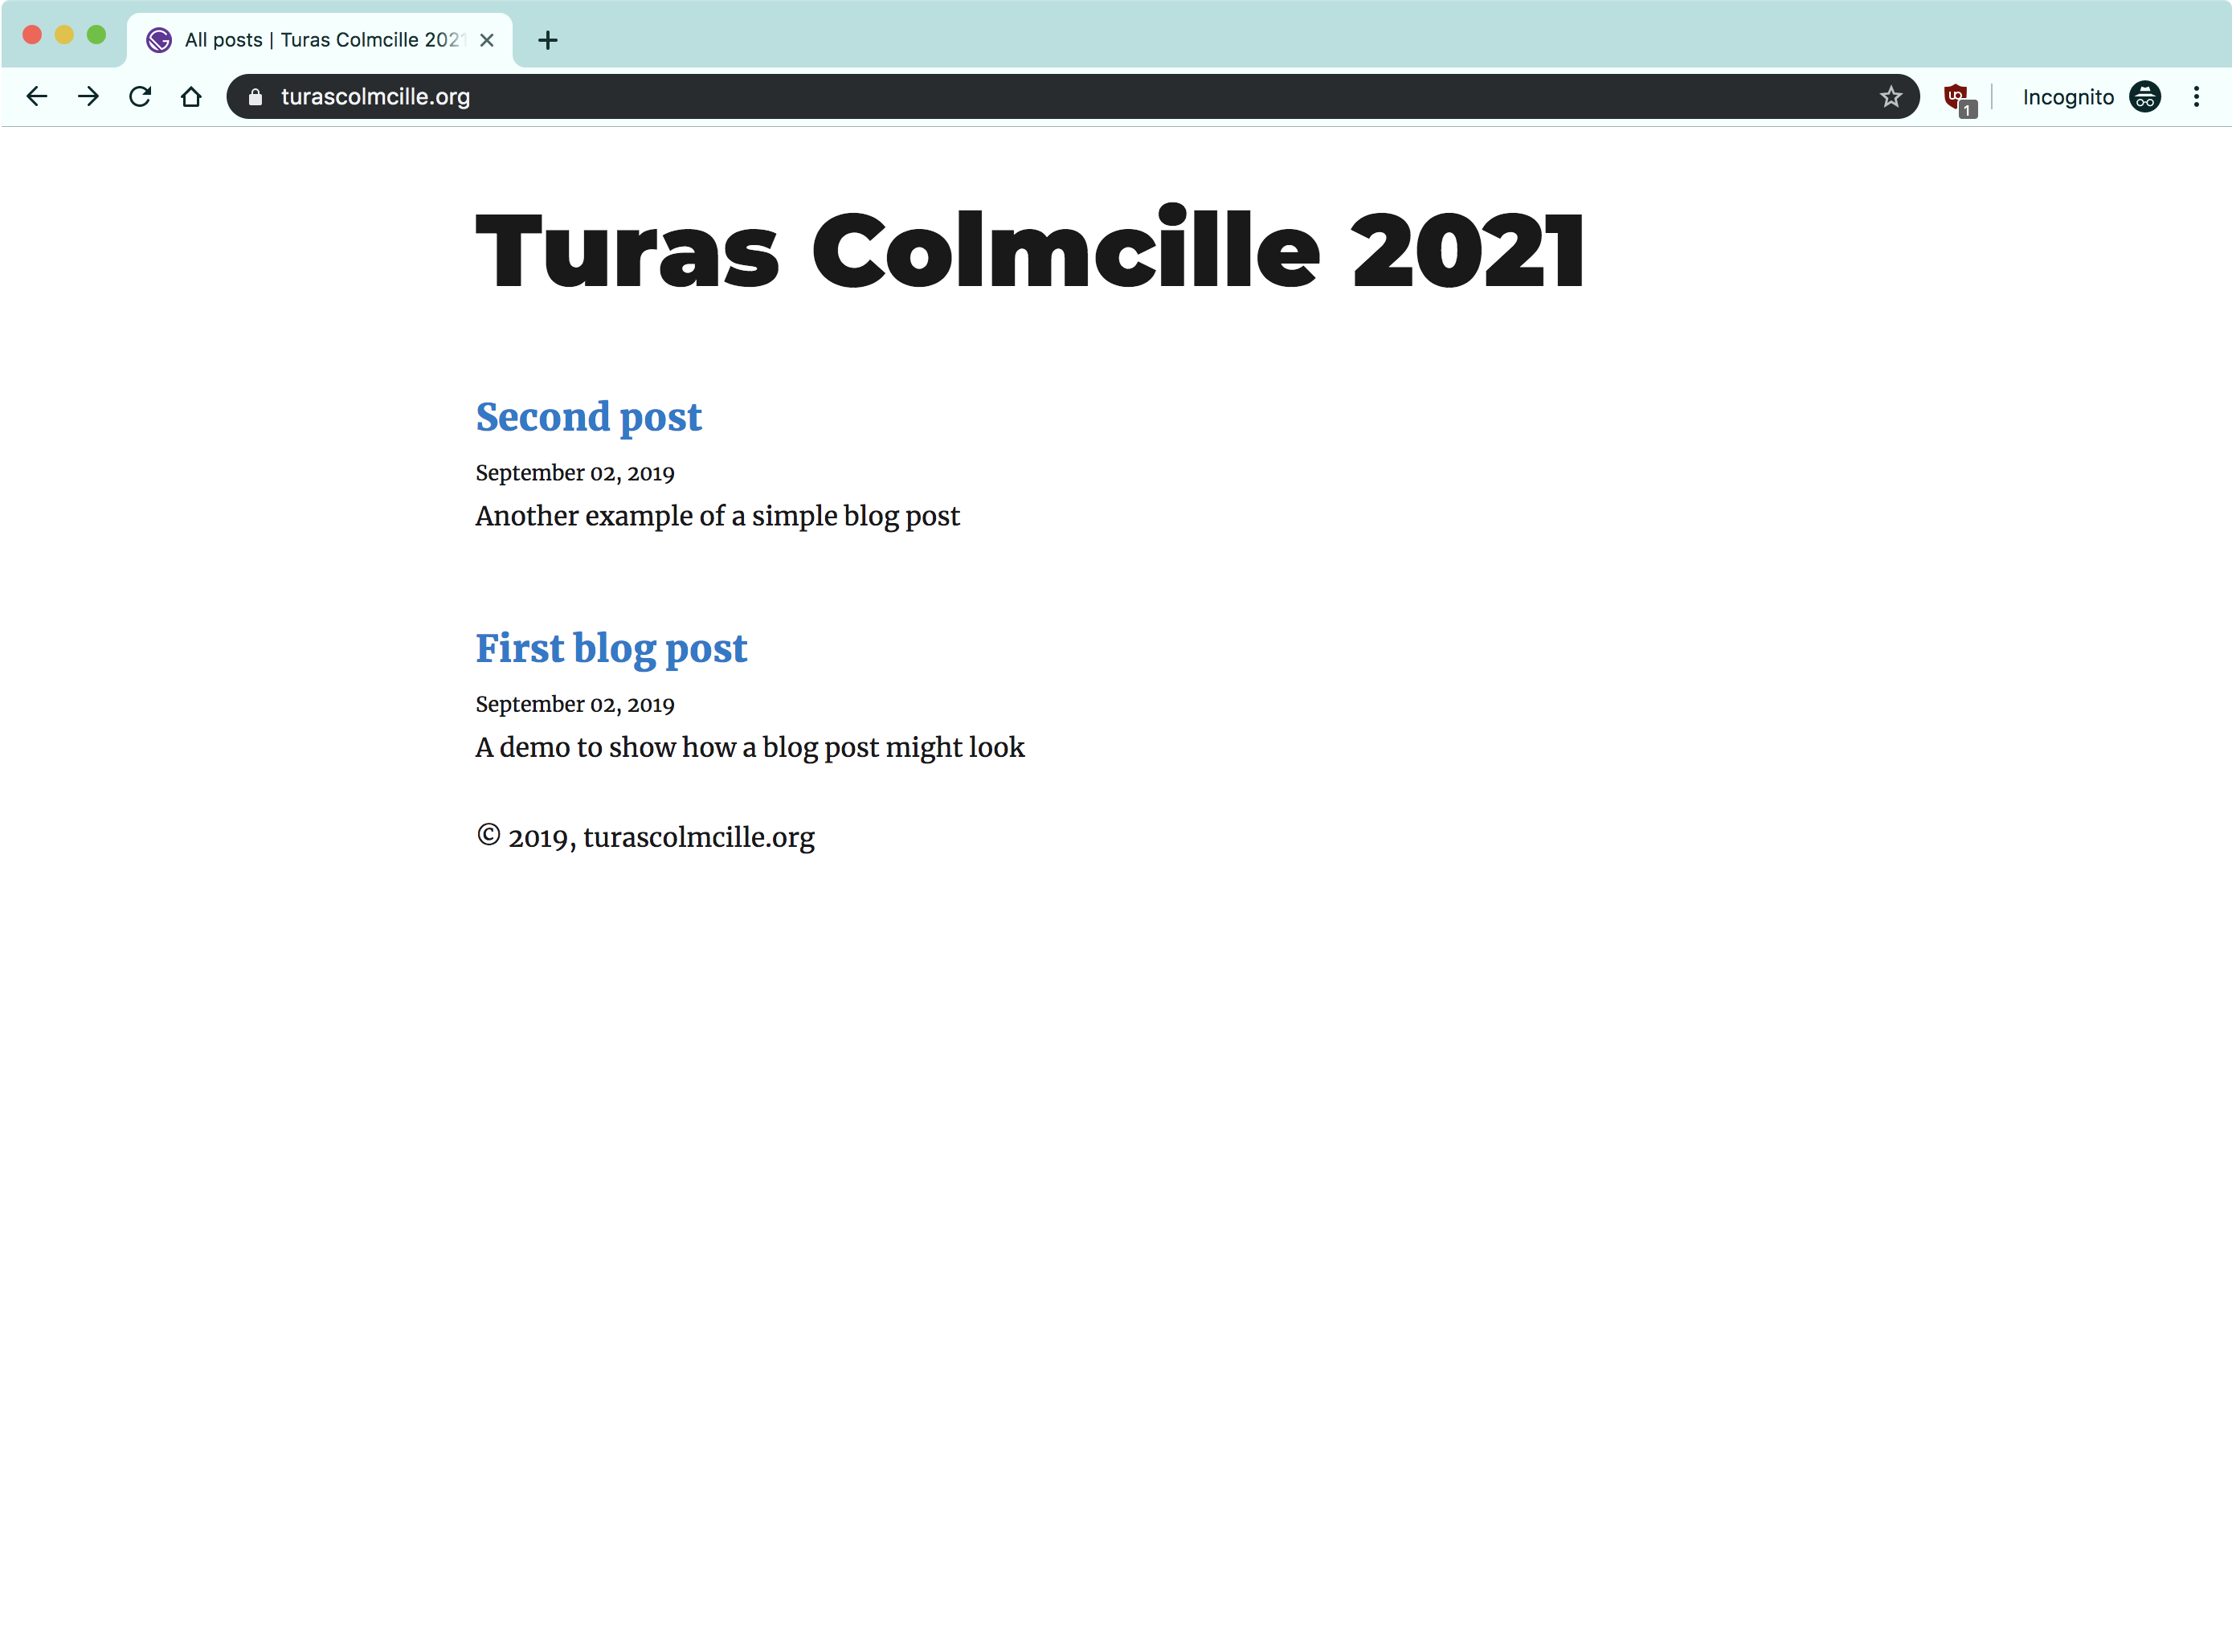 All posts | Turas Colmcille 2021
turascolmcille.org
1
Incognito
Turas Colmcille 2021
Second post
September 02, 2019
Another example of a simple blog post
First blog post
September 02, 2019
A demo to show how a blog post might look
© 2019, turascolmcille.org